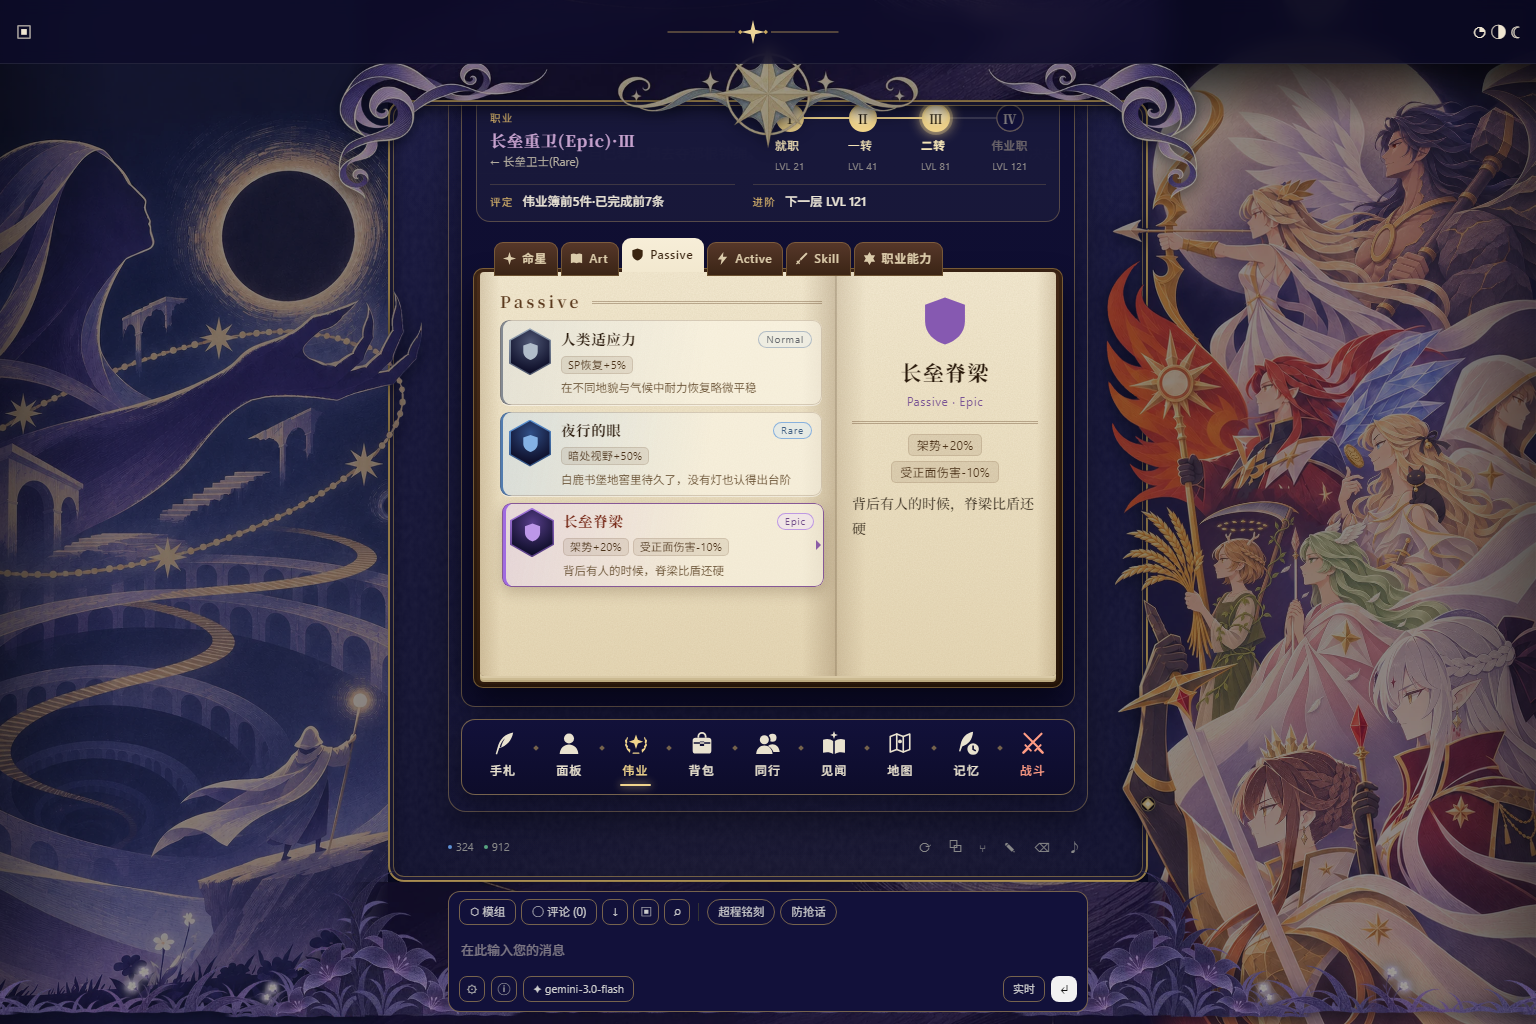 职业
长垒重卫(Epic)·III
← 长垒卫士(Rare)
I II III IV
就职 一转 二转 伟业职
LVL 21 LVL 41 LVL 81 LVL 121
评定 伟业簿前5件·已完成前7条
进阶 下一层 LVL 121
命星 Art Passive Active Skill 职业能力
Passive
人类适应力 Normal
SP恢复+5%
在不同地貌与气候中耐力恢复略微平稳
夜行的眼 Rare
暗处视野+50%
白鹿书堡地窖里待久了，没有灯也认得出台阶
长垒脊梁 Epic
架势+20% 受正面伤害-10%
背后有人的时候，脊梁比盾还硬
长垒脊梁
Passive · Epic
架势+20%
受正面伤害-10%
背后有人的时候，脊梁比盾还
硬
手札 面板 伟业 背包 同行 见闻 地图 记忆 战斗
324 912
模组 评论 (0) 超程铭刻 防抢话
在此输入您的消息
gemini-3.0-flash 实时